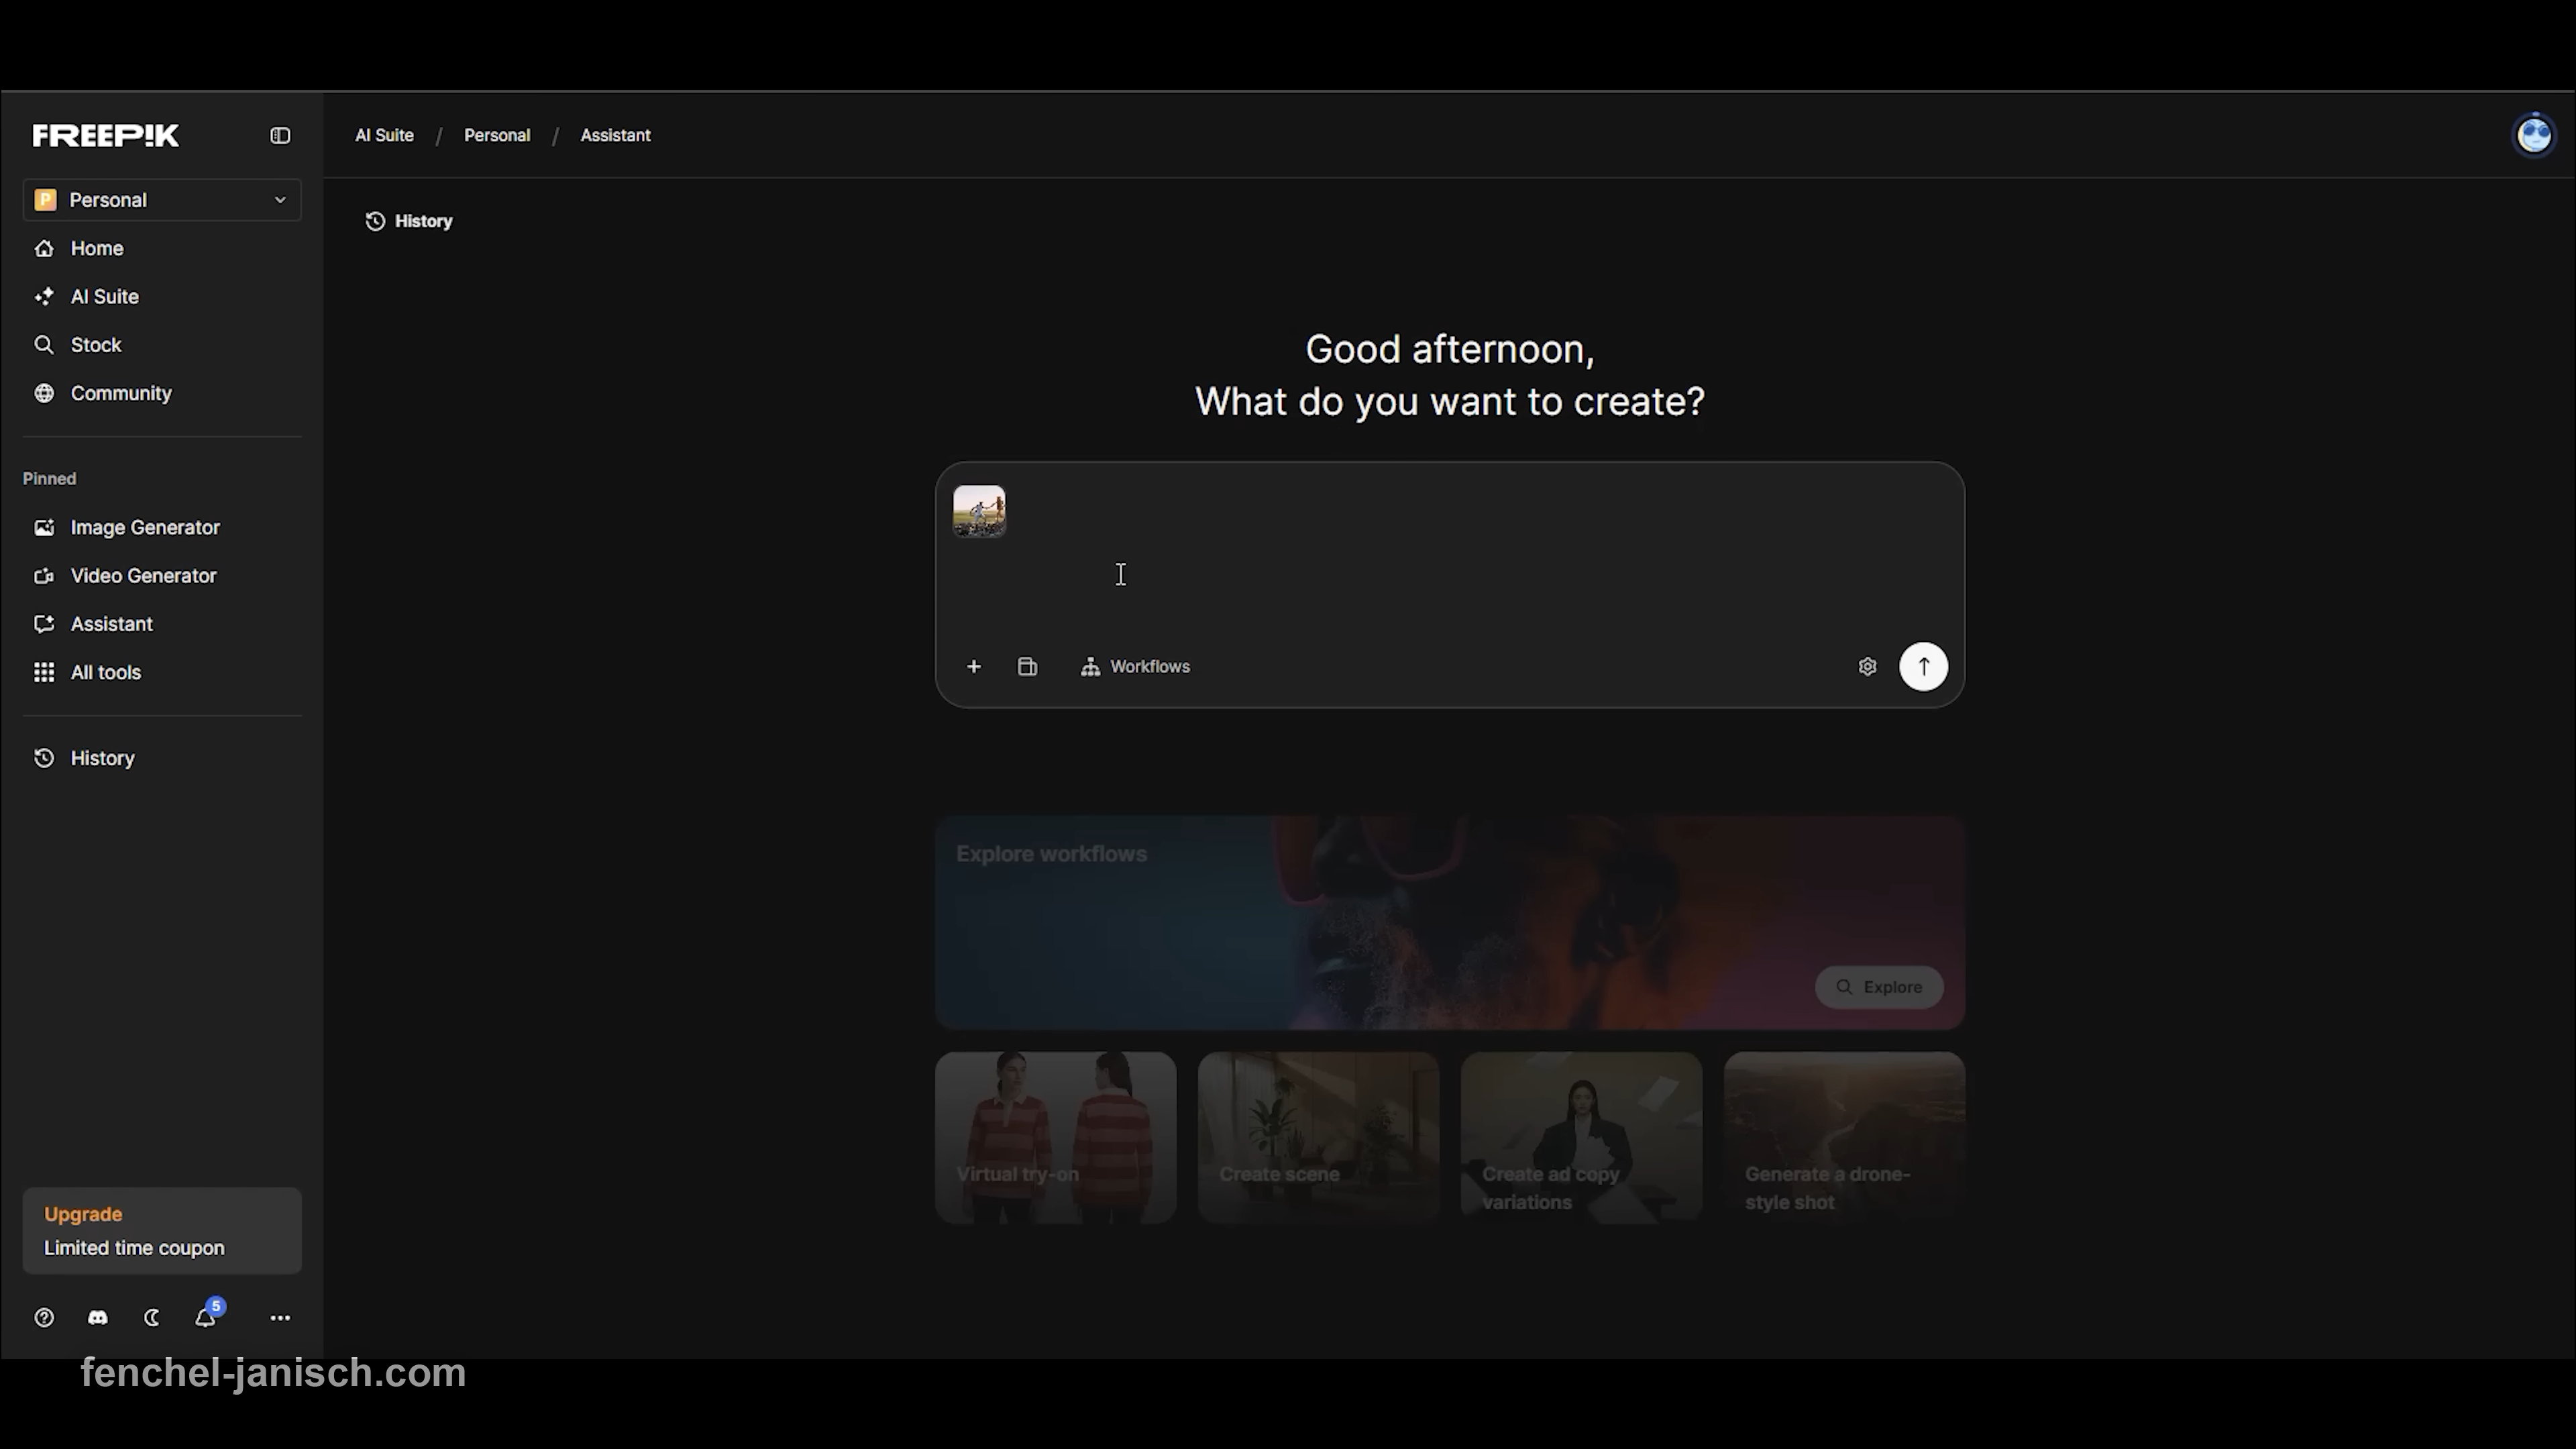 FREEP!K
AI Suite / Personal / Assistant
P Personal
Home
AI Suite
Stock
Community
Pinned
Image Generator
Video Generator
Assistant
All tools
History
Upgrade
Limited time coupon
5
History
Good afternoon,
What do you want to create?
Workflows
Explore workflows
Explore
Virtual try-on
Create scene
Create ad copy
variations
Generate a drone-
style shot
fenchel-janisch.com